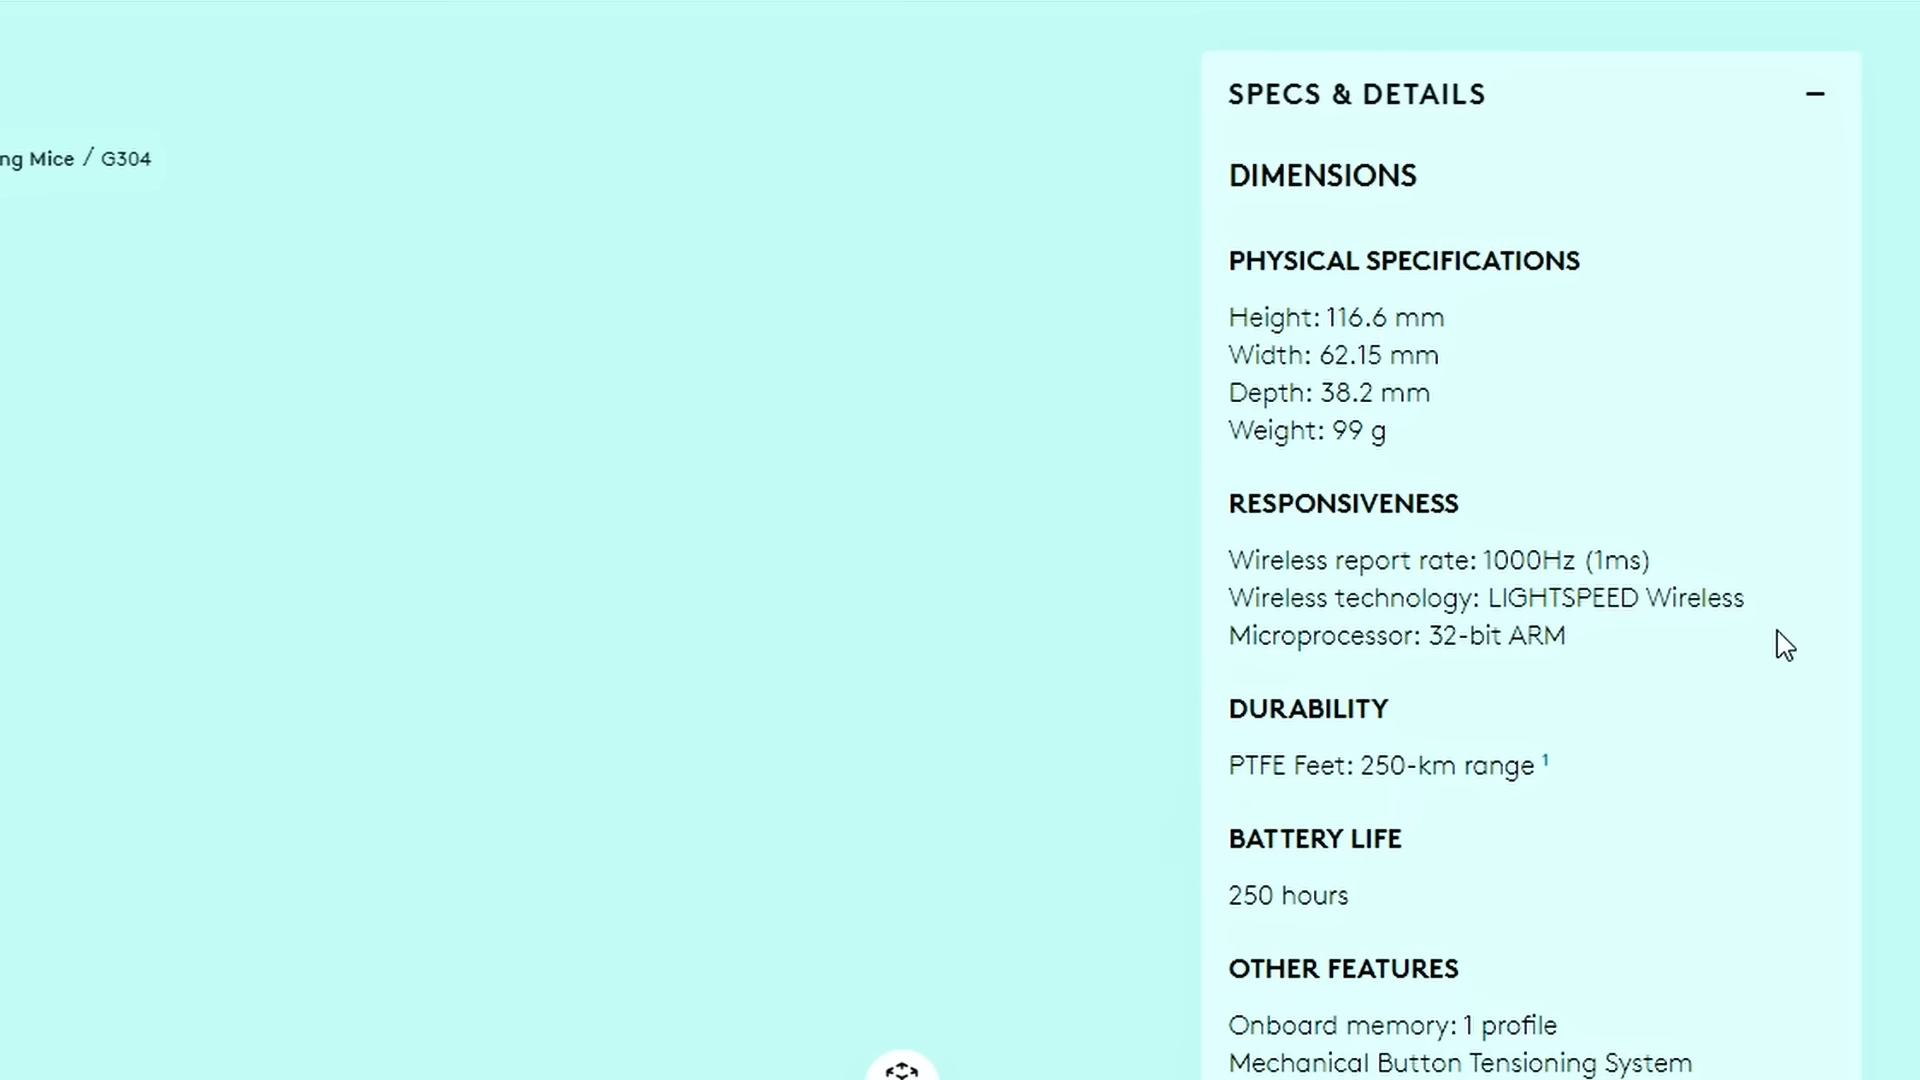 ng Mice / G304
SPECS & DETAILS
DIMENSIONS
PHYSICAL SPECIFICATIONS
Height: 116.6 mm
Width: 62.15 mm
Depth: 38.2 mm
Weight: 99 g
RESPONSIVENESS
Wireless report rate: 1000Hz (1ms)
Wireless technology: LIGHTSPEED Wireless
Microprocessor: 32-bit ARM
DURABILITY
PTFE Feet: 250-km range ¹
BATTERY LIFE
250 hours
OTHER FEATURES
Onboard memory: 1 profile
Mechanical Button Tensioning System